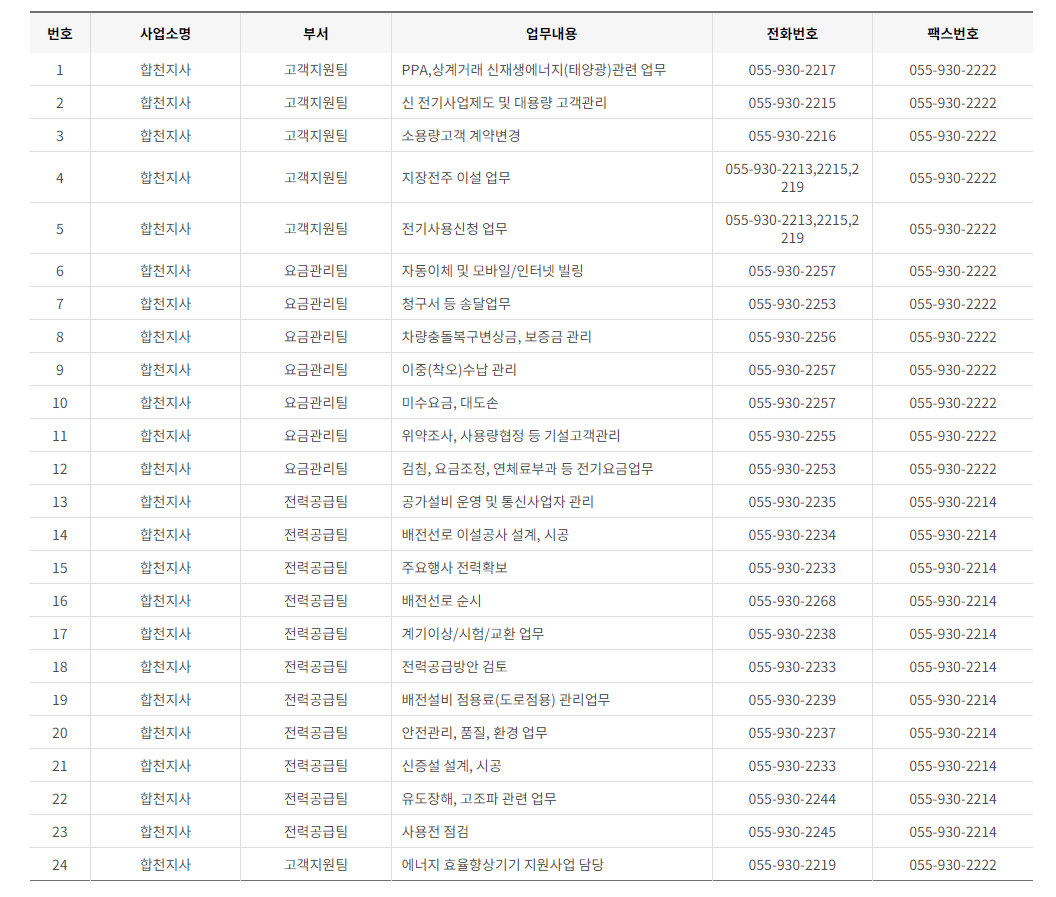 번호 사업소명 부서 업무내용 전화번호 팩스번호
1 합천지사 고객지원팀 PPA,상계거래 신재생에너지(태양광)관련 업무 055-930-2217 055-930-2222
2 합천지사 고객지원팀 신 전기사업제도 및 대용량 고객관리 055-930-2215 055-930-2222
3 합천지사 고객지원팀 소용량고객 계약변경 055-930-2216 055-930-2222
4 합천지사 고객지원팀 지장전주 이설 업무 055-930-2213,2215,2
219 055-930-2222
5 합천지사 고객지원팀 전기사용신청 업무 055-930-2213,2215,2
219 055-930-2222
6 합천지사 요금관리팀 자동이체 및 모바일/인터넷 빌링 055-930-2257 055-930-2222
7 합천지사 요금관리팀 청구서 등 송달업무 055-930-2253 055-930-2222
8 합천지사 요금관리팀 차량충돌복구변상금, 보증금 관리 055-930-2256 055-930-2222
9 합천지사 요금관리팀 이중(착오)수납 관리 055-930-2257 055-930-2222
10 합천지사 요금관리팀 미수요금, 대도손 055-930-2257 055-930-2222
11 합천지사 요금관리팀 위약조사, 사용량협정 등 기설고객관리 055-930-2255 055-930-2222
12 합천지사 요금관리팀 검침, 요금조정, 연체료부과 등 전기요금업무 055-930-2253 055-930-2222
13 합천지사 전력공급팀 공가설비 운영 및 통신사업자 관리 055-930-2235 055-930-2214
14 합천지사 전력공급팀 배전선로 이설공사 설계, 시공 055-930-2234 055-930-2214
15 합천지사 전력공급팀 주요행사 전력확보 055-930-2233 055-930-2214
16 합천지사 전력공급팀 배전선로 순시 055-930-2268 055-930-2214
17 합천지사 전력공급팀 계기이상/시험/교환 업무 055-930-2238 055-930-2214
18 합천지사 전력공급팀 전력공급방안 검토 055-930-2233 055-930-2214
19 합천지사 전력공급팀 배전설비 점용료(도로점용) 관리업무 055-930-2239 055-930-2214
20 합천지사 전력공급팀 안전관리, 품질, 환경 업무 055-930-2237 055-930-2214
21 합천지사 전력공급팀 신증설 설계, 시공 055-930-2233 055-930-2214
22 합천지사 전력공급팀 유도장해, 고조파 관련 업무 055-930-2244 055-930-2214
23 합천지사 전력공급팀 사용전 점검 055-930-2245 055-930-2214
24 합천지사 고객지원팀 에너지 효율향상기기 지원사업 담당 055-930-2219 055-930-2222